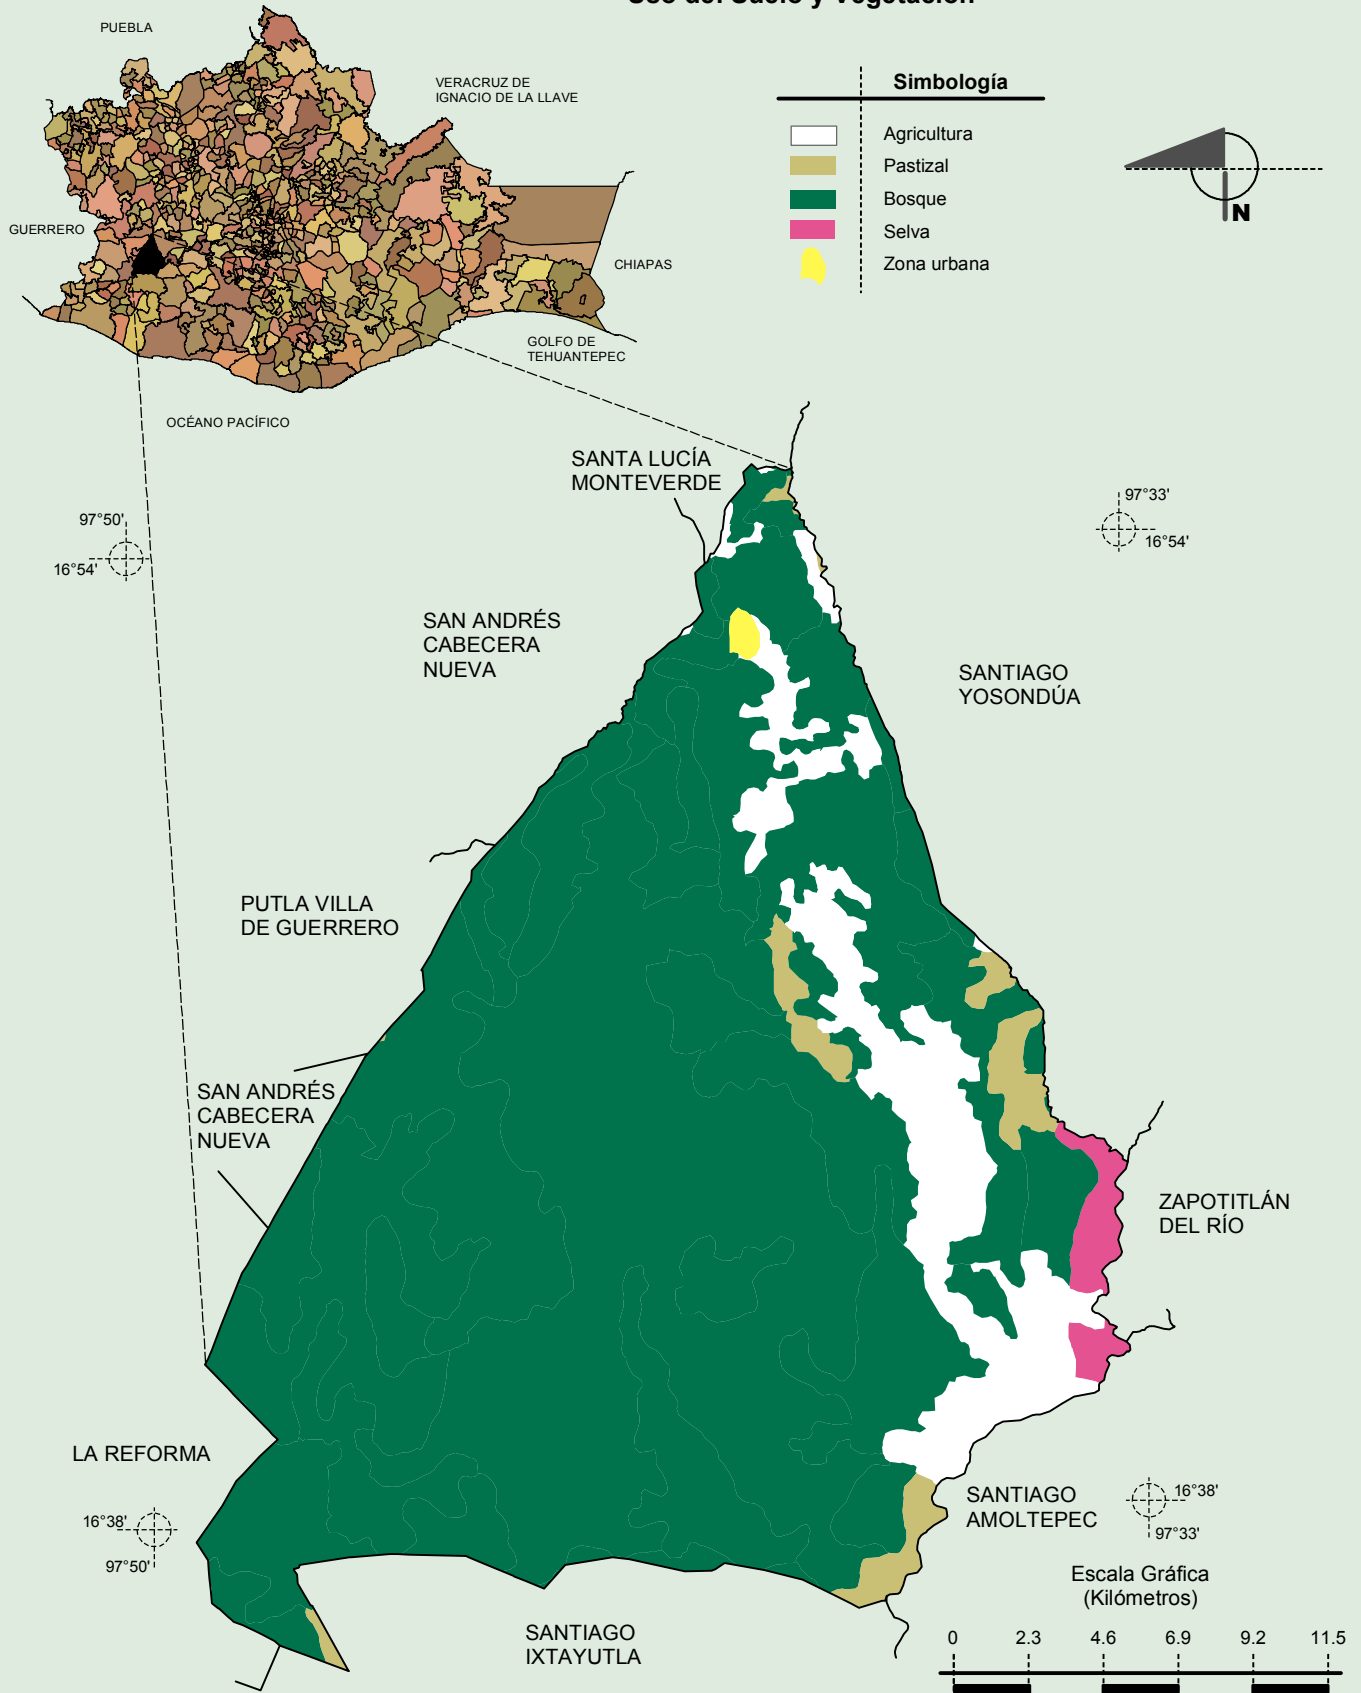 Uso del Suelo y Vegetación
PUEBLA
VERACRUZ DE
IGNACIO DE LA LLAVE
GUERRERO
CHIAPAS
GOLFO DE
TEHUANTEPEC
OCÉANO PACÍFICO
Simbología
Agricultura
Pastizal
Bosque
Selva
Zona urbana
N
SANTA LUCÍA
MONTEVERDE
97°50'
16°54'
97°33'
16°54'
SAN ANDRÉS
CABECERA
NUEVA
SANTIAGO
YOSONDÚA
PUTLA VILLA
DE GUERRERO
SAN ANDRÉS
CABECERA
NUEVA
ZAPOTITLÁN
DEL RÍO
LA REFORMA
16°38'
97°50'
SANTIAGO
AMOLTEPEC
16°38'
97°33'
SANTIAGO
IXTAYUTLA
Escala Gráfica
(Kilómetros)
0 2.3 4.6 6.9 9.2 11.5